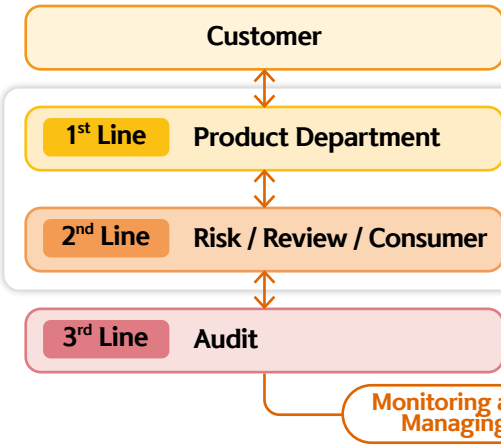 Customer
1st Line Product Department
2nd Line Risk / Review / Consumer
3rd Line Audit
Monitoring
Managing